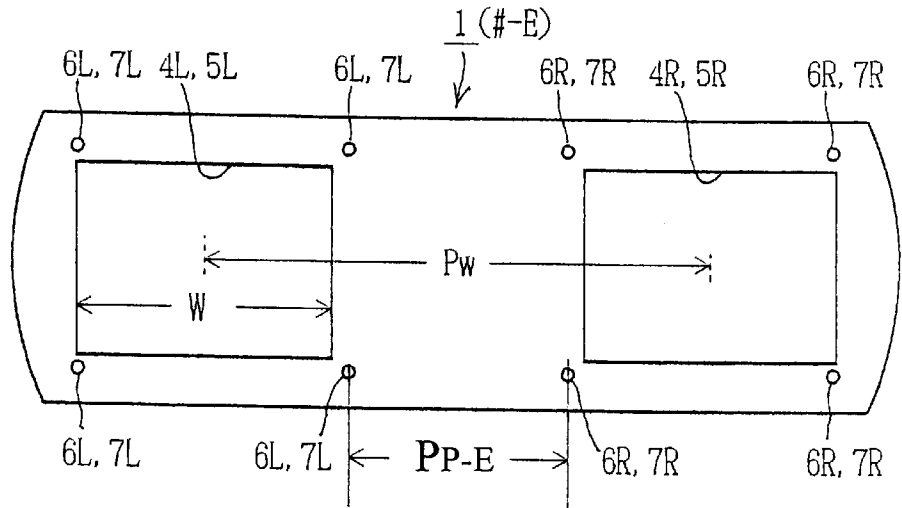 1 (#-E)
6L, 7L 4L, 5L 6L, 7L 6R, 7R 4R, 5R 6R, 7R
PW
W
6L, 7L 6L, 7L PP-E 6R, 7R 6R, 7R